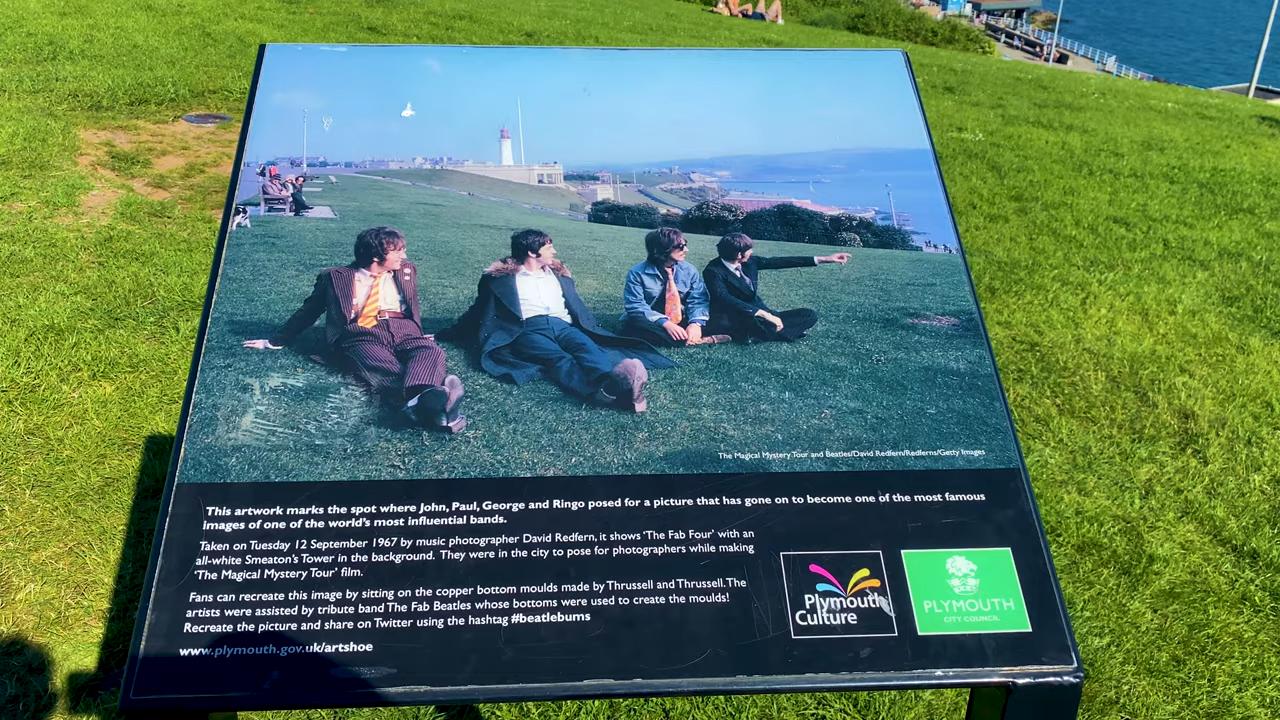 The Magical Mystery Tour and Beatles/David Redfern/Redferns/Getty Images
This artwork marks the spot where John, Paul, George and Ringo posed for a picture that has gone on to become one of the most famous
images of one of the world's most influential bands.
Taken on Tuesday 12 September 1967 by music photographer David Redfern, it shows 'The Fab Four' with an
all-white Smeaton's Tower in the background. They were in the city to pose for photographers while making
'The Magical Mystery Tour' film.
Fans can recreate this image by sitting on the copper bottom moulds made by Thrussell and Thrussell. The
artists were assisted by tribute band The Fab Beatles whose bottoms were used to create the moulds!
Recreate the picture and share on Twitter using the hashtag #beatlebums
www.plymouth.gov.uk/artshoe
Plymouth
Culture
PLYMOUTH
CITY COUNCIL